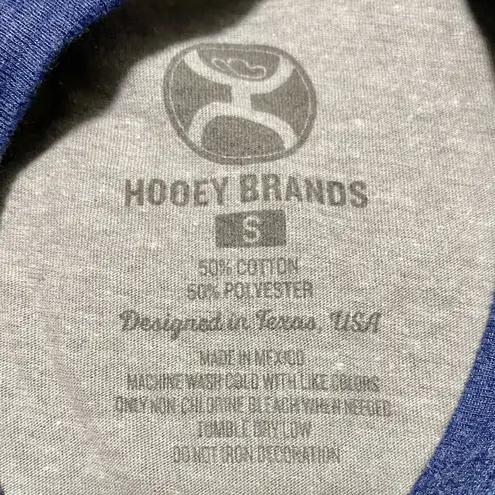 HOOEY BRANDS
S
50% COTTON
50% POLYESTER
Designed in Texas, USA
MADE IN MEXICO
MACHINE WASH COLD WITH LIKE COLORS
ONLY NON-CHLORINE BLEACH WHEN NEEDED
TUMBLE DRY LOW
DO NOT IRON DECORATION